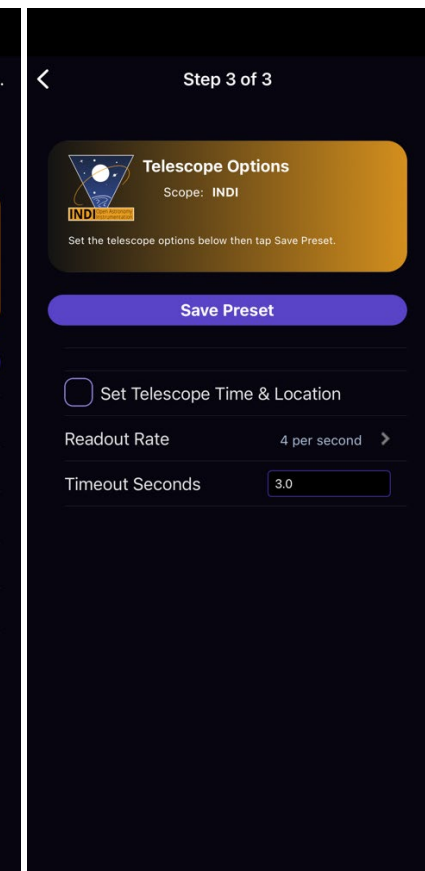 Step 3 of 3
Telescope Options
Scope: INDI
INDI
Set the telescope options below then tap Save Preset.
Save Preset
Set Telescope Time & Location
Readout Rate 4 per second
Timeout Seconds 3.0